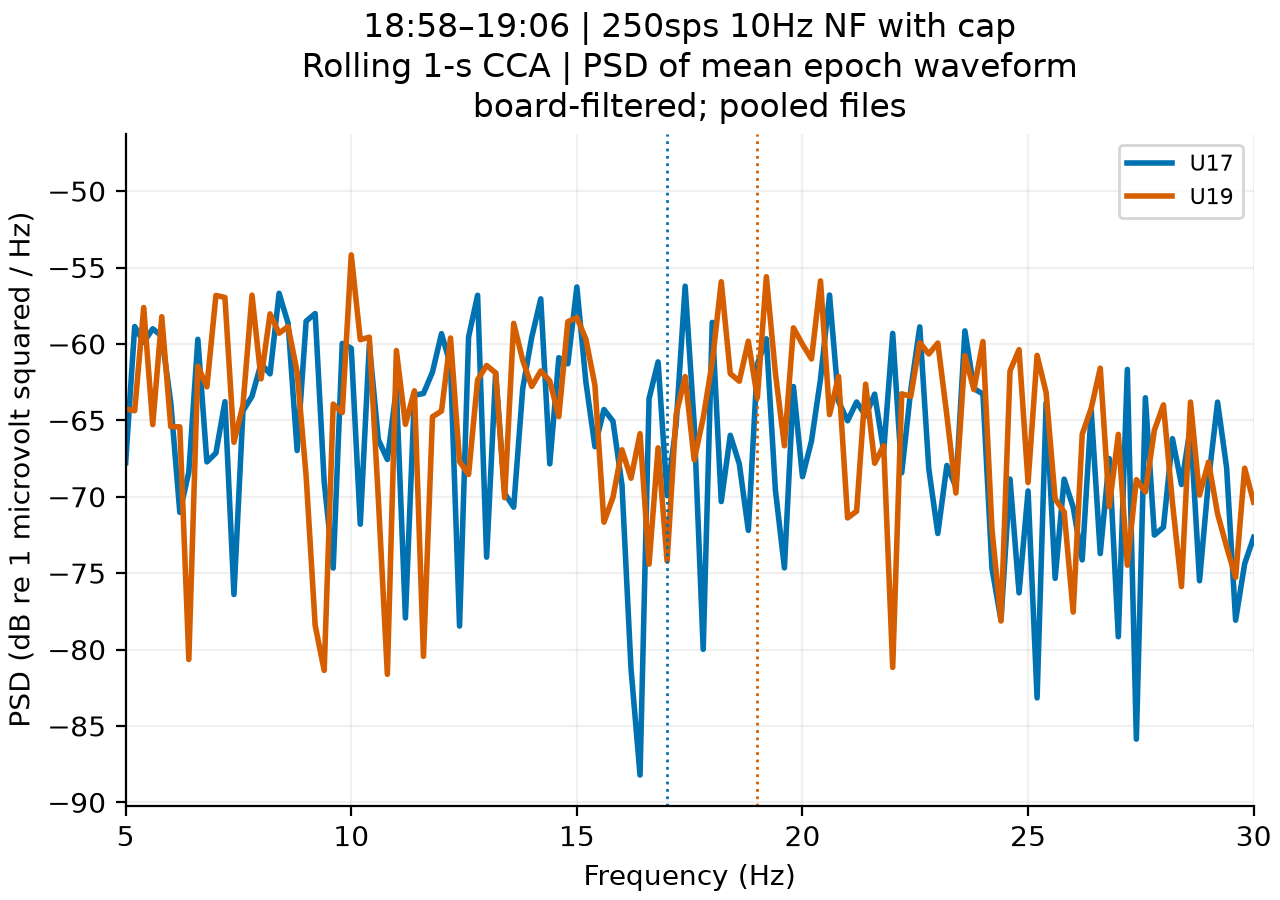 18:58–19:06 | 250sps 10Hz NF with cap
Rolling 1-s CCA | PSD of mean epoch waveform
board-filtered; pooled files
U17
U19
PSD (dB re 1 microvolt squared / Hz)
−50
−55
−60
−65
−70
−75
−80
−85
−90
5
10
15
20
25
30
Frequency (Hz)